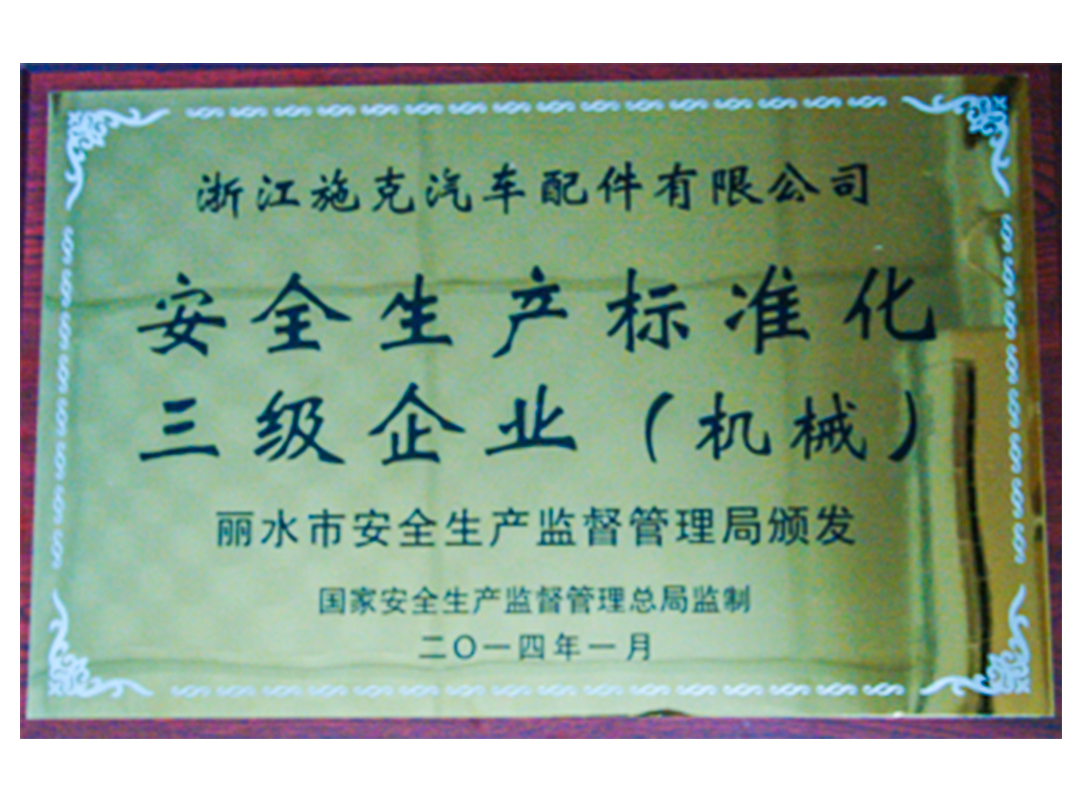 浙江施克汽车配件有限公司
安全生产标准化
三级企业（机械）
丽水市安全生产监督管理局颁发
国家安全生产监督管理总局监制
二〇一四年一月